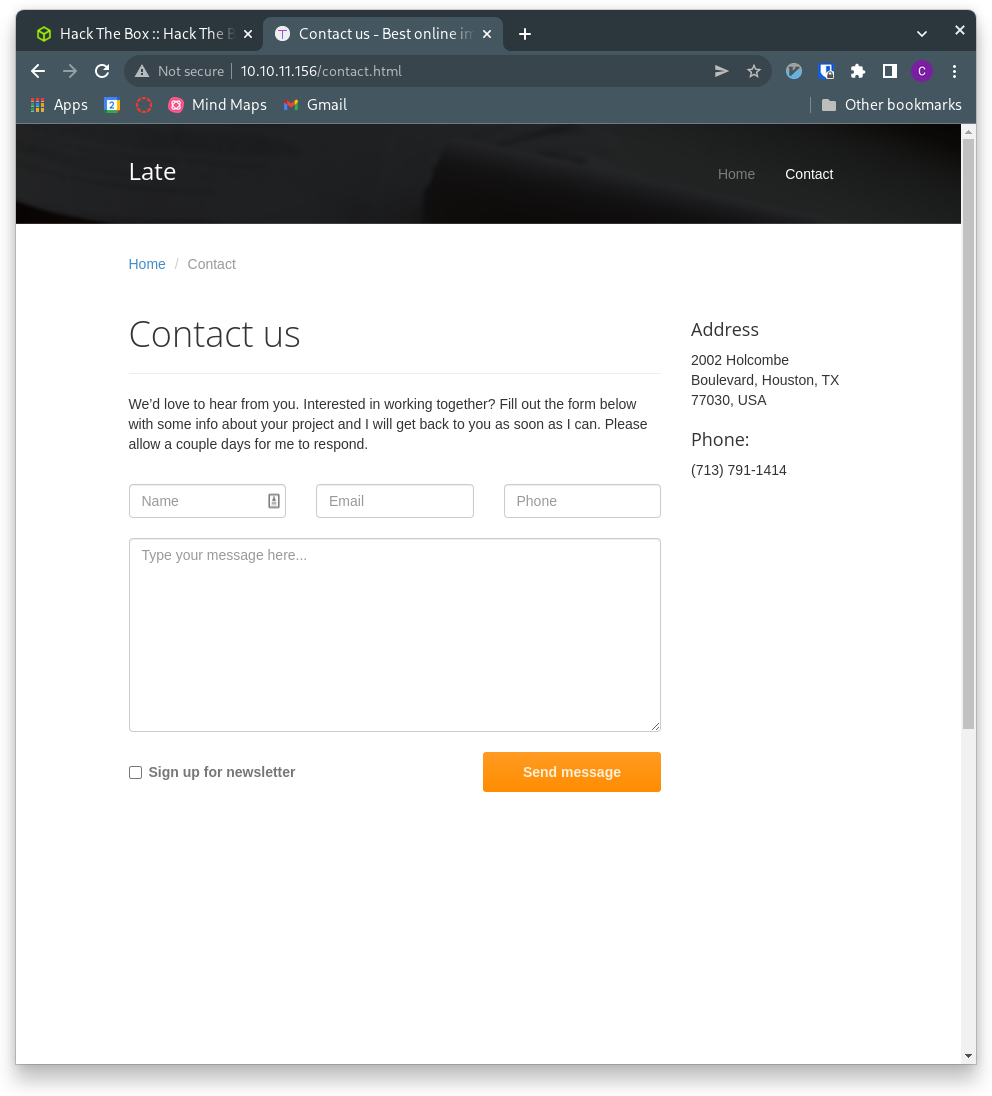 Hack The Box :: Hack The B
Contact us - Best online im
Not secure 10.10.11.156/contact.html
C
Apps 2 Mind Maps Gmail Other bookmarks
Late Home Contact
Home / Contact
Contact us
We'd love to hear from you. Interested in working together? Fill out the form below
with some info about your project and I will get back to you as soon as I can. Please
allow a couple days for me to respond.
Name Email Phone
Type your message here...
Sign up for newsletter Send message
Address
2002 Holcombe
Boulevard, Houston, TX
77030, USA
Phone:
(713) 791-1414